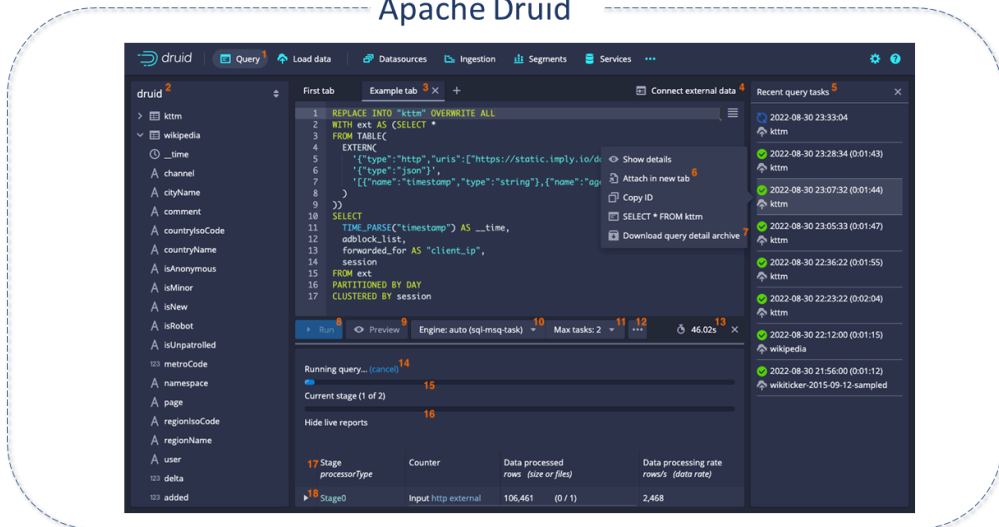 Apache Druid
druid
Query 1
Load data
Datasources
Ingestion
Segments
Services
druid 2
kttm
wikipedia
__time
channel
cityName
comment
countryIsoCode
countryName
isAnonymous
isMinor
isNew
isRobot
isUnpatrolled
123 metroCode
namespace
page
regionIsoCode
regionName
user
123 delta
123 added
First tab
Example tab 3
Connect external data 4
1 REPLACE INTO "kttm" OVERWRITE ALL
2 WITH ext AS (SELECT *
3 FROM TABLE(
4 EXTERN(
5 '{"type":"http","uris":["https://static.imply.io/d
6 '{"type":"json"}',
7 '[{"name":"timestamp","type":"string"},{"name":"age
8 )
9 ))
10 SELECT
11 TIME_PARSE("timestamp") AS __time,
12 adblock_list,
13 forwarded_for AS "client_ip",
14 session
15 FROM ext
16 PARTITIONED BY DAY
17 CLUSTERED BY session
Show details
Attach in new tab 6
Copy ID
SELECT * FROM kttm
Download query detail archive 7
Run 8
Preview 9
Engine: auto (sql-msq-task) 10
Max tasks: 2 11
12
46.02s 13
Running query... (cancel) 14
15
Current stage (1 of 2)
16
Hide live reports
17 Stage
processorType
Counter
Data processed
rows (size or files)
Data processing rate
rows/s (data rate)
18 Stage0
Input http external
106,461 (0 / 1)
2,468
Recent query tasks 5
2022-08-30 23:33:04
kttm
2022-08-30 23:28:34 (0:01:43)
kttm
2022-08-30 23:07:32 (0:01:44)
kttm
2022-08-30 23:05:33 (0:01:47)
kttm
2022-08-30 22:36:22 (0:01:55)
kttm
2022-08-30 22:23:22 (0:02:04)
kttm
2022-08-30 22:12:00 (0:01:15)
wikipedia
2022-08-30 21:56:00 (0:01:12)
wikiticker-2015-09-12-sampled